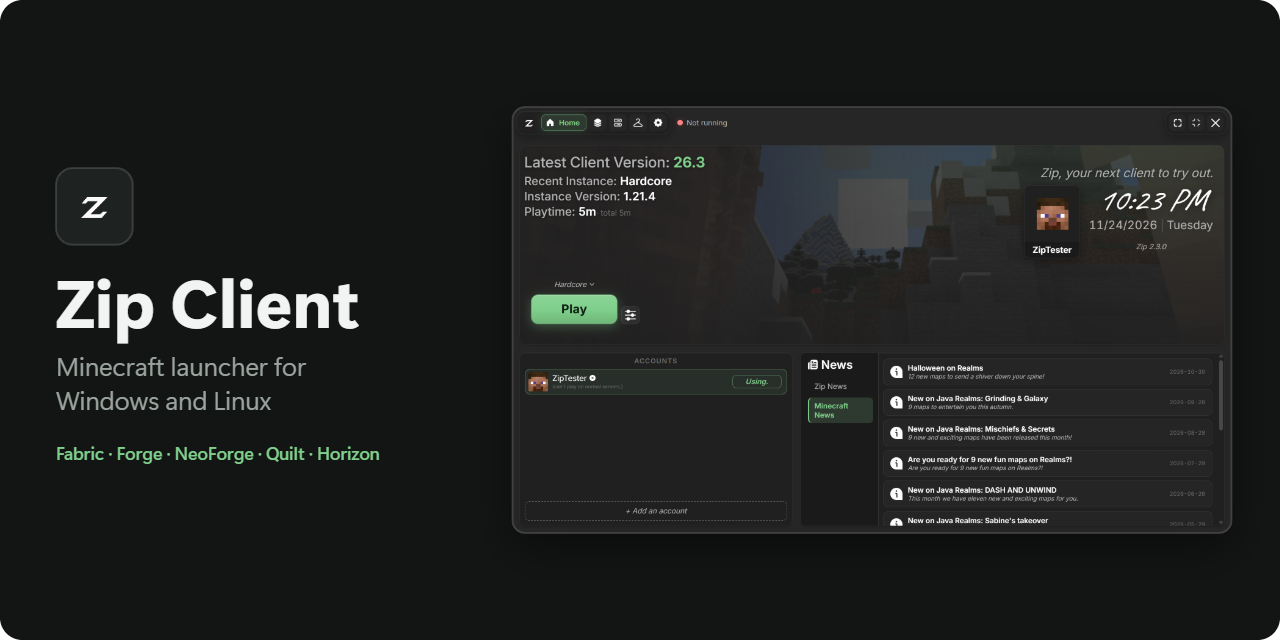 Z
Zip Client
Minecraft launcher for
Windows and Linux
Fabric · Forge · NeoForge · Quilt · Horizon
Z
Home
Not running
Latest Client Version: 26.3
Recent Instance: Hardcore
Instance Version: 1.21.4
Playtime: 5m total 5m
Hardcore
Play
Zip, your next client to try out.
10:23 PM
11/24/2026 | Tuesday
Zip 2.3.0
ZipTester
ACCOUNTS
ZipTester
Using.
+ Add an account
News
Zip News
Minecraft
News
Halloween on Realms
12 new maps to send a shiver down your spine!
2026-10-30
New on Java Realms: Grinding & Galaxy
9 maps to entertain you this autumn.
New on Java Realms: Mischiefs & Secrets
9 new and exciting maps have been released this month!
Are you ready for 9 new fun maps on Realms?!
Are you ready for 9 new fun maps on Realms?!
New on Java Realms: DASH AND UNWIND
This month we have eleven new and exciting maps for you.
New on Java Realms: Sabine's takeover